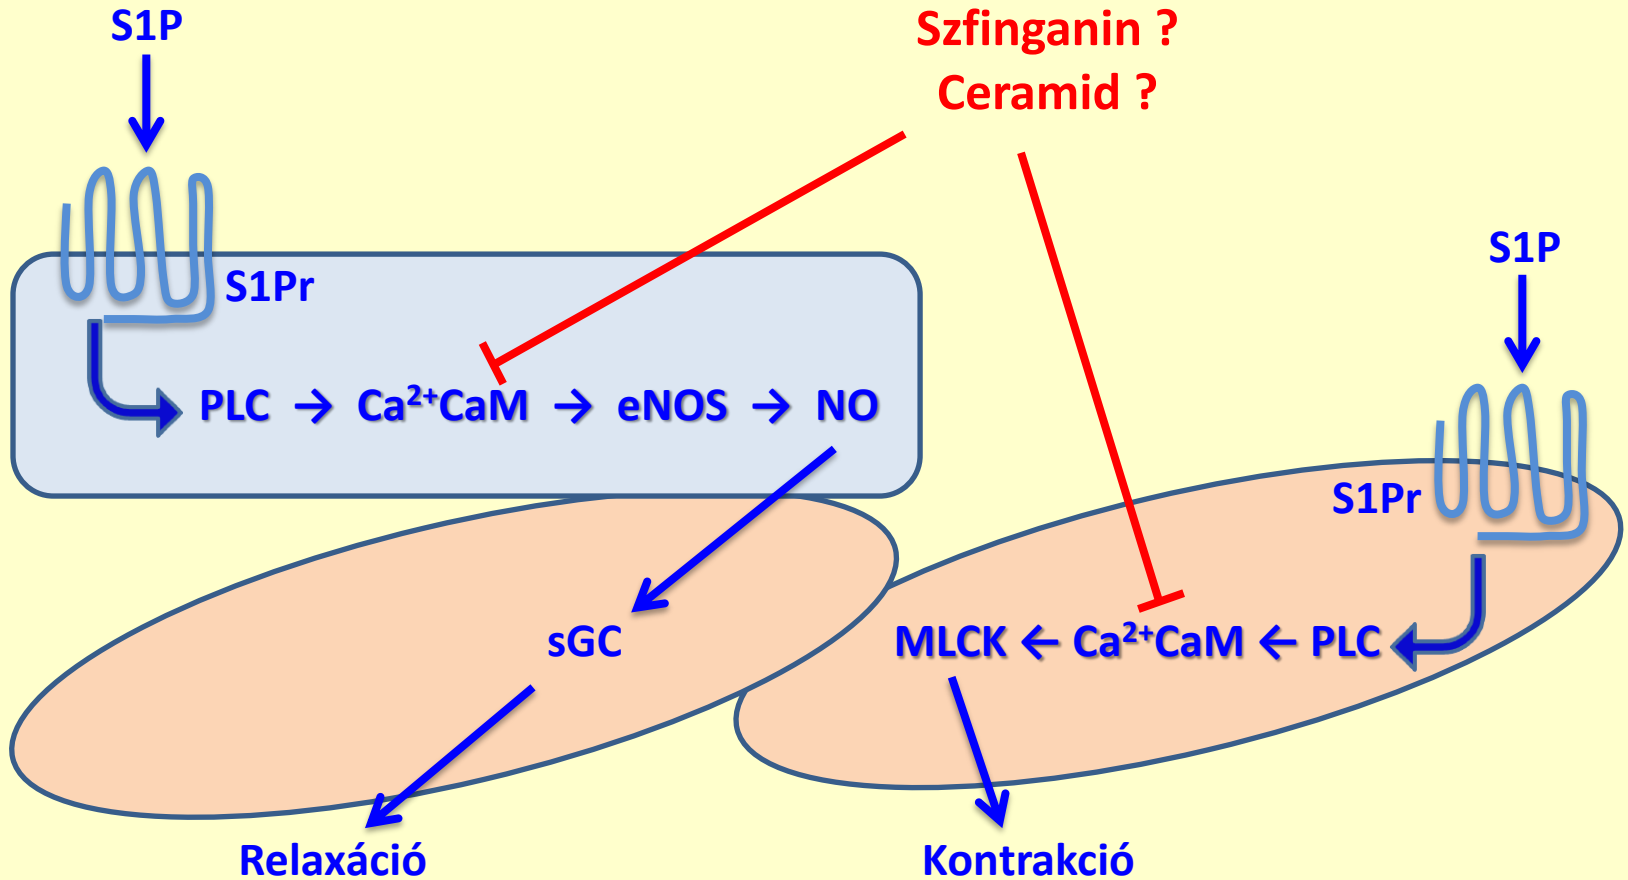 S1P
Szfinganin ?
Ceramid ?
S1P
S1Pr
PLC → Ca²⁺CaM → eNOS → NO
S1Pr
sGC
MLCK ← Ca²⁺CaM ← PLC
Relaxáció
Kontrakció